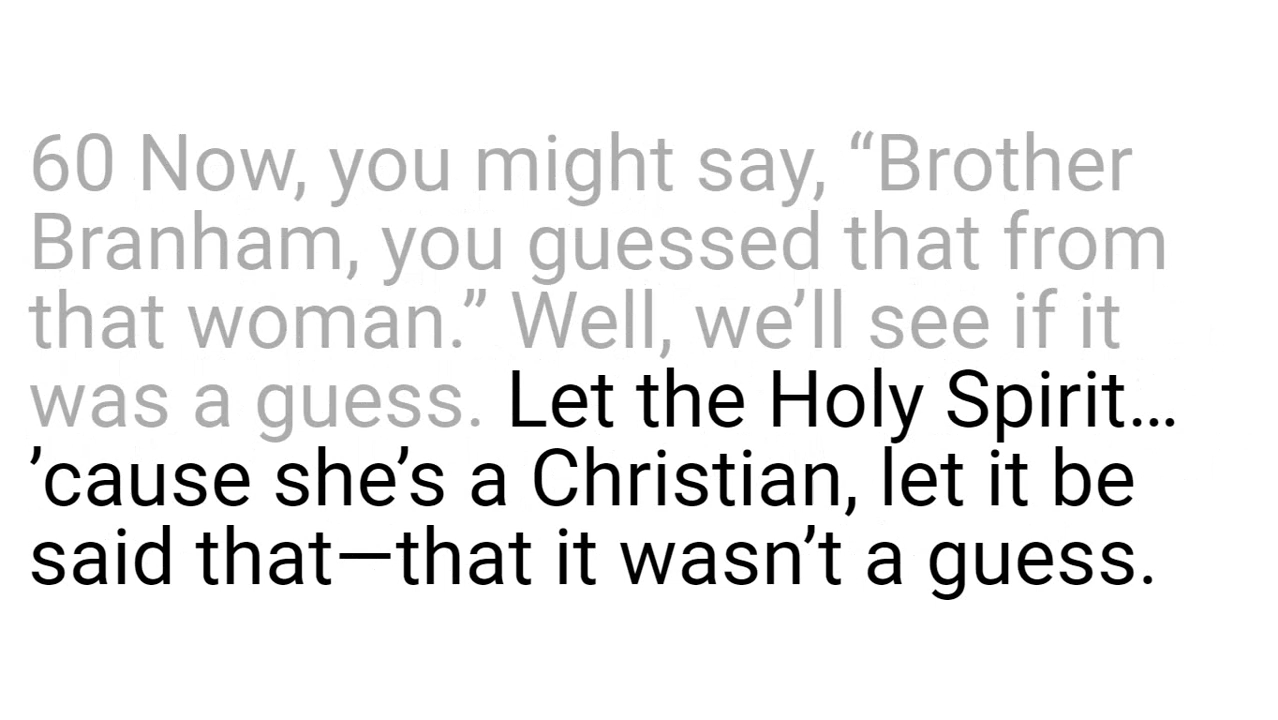 60 Now, you might say, “Brother
Branham, you guessed that from
that woman.” Well, we’ll see if it
was a guess. Let the Holy Spirit…
’cause she’s a Christian, let it be
said that—that it wasn’t a guess.